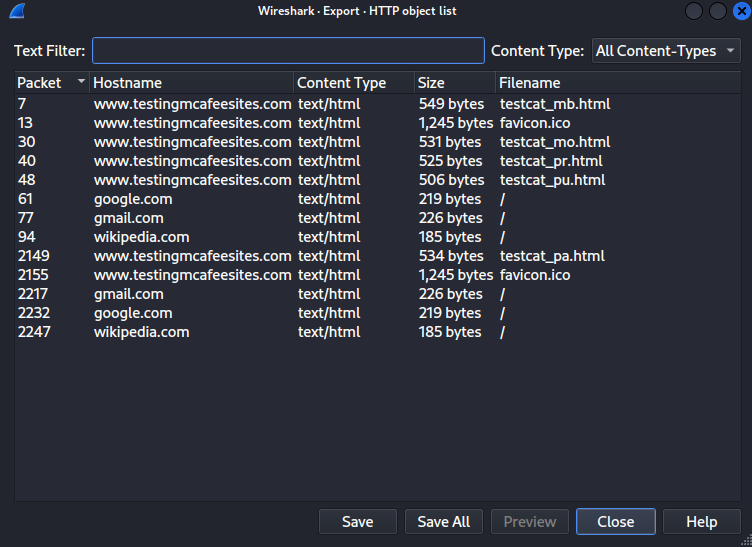 Wireshark · Export · HTTP object list
Text Filter: Content Type: All Content-Types
Packet Hostname Content Type Size Filename
7 www.testingmcafeesites.com text/html 549 bytes testcat_mb.html
13 www.testingmcafeesites.com text/html 1,245 bytes favicon.ico
30 www.testingmcafeesites.com text/html 531 bytes testcat_mo.html
40 www.testingmcafeesites.com text/html 525 bytes testcat_pr.html
48 www.testingmcafeesites.com text/html 506 bytes testcat_pu.html
61 google.com text/html 219 bytes /
77 gmail.com text/html 226 bytes /
94 wikipedia.com text/html 185 bytes /
2149 www.testingmcafeesites.com text/html 534 bytes testcat_pa.html
2155 www.testingmcafeesites.com text/html 1,245 bytes favicon.ico
2217 gmail.com text/html 226 bytes /
2232 google.com text/html 219 bytes /
2247 wikipedia.com text/html 185 bytes /
Save Save All Preview Close Help